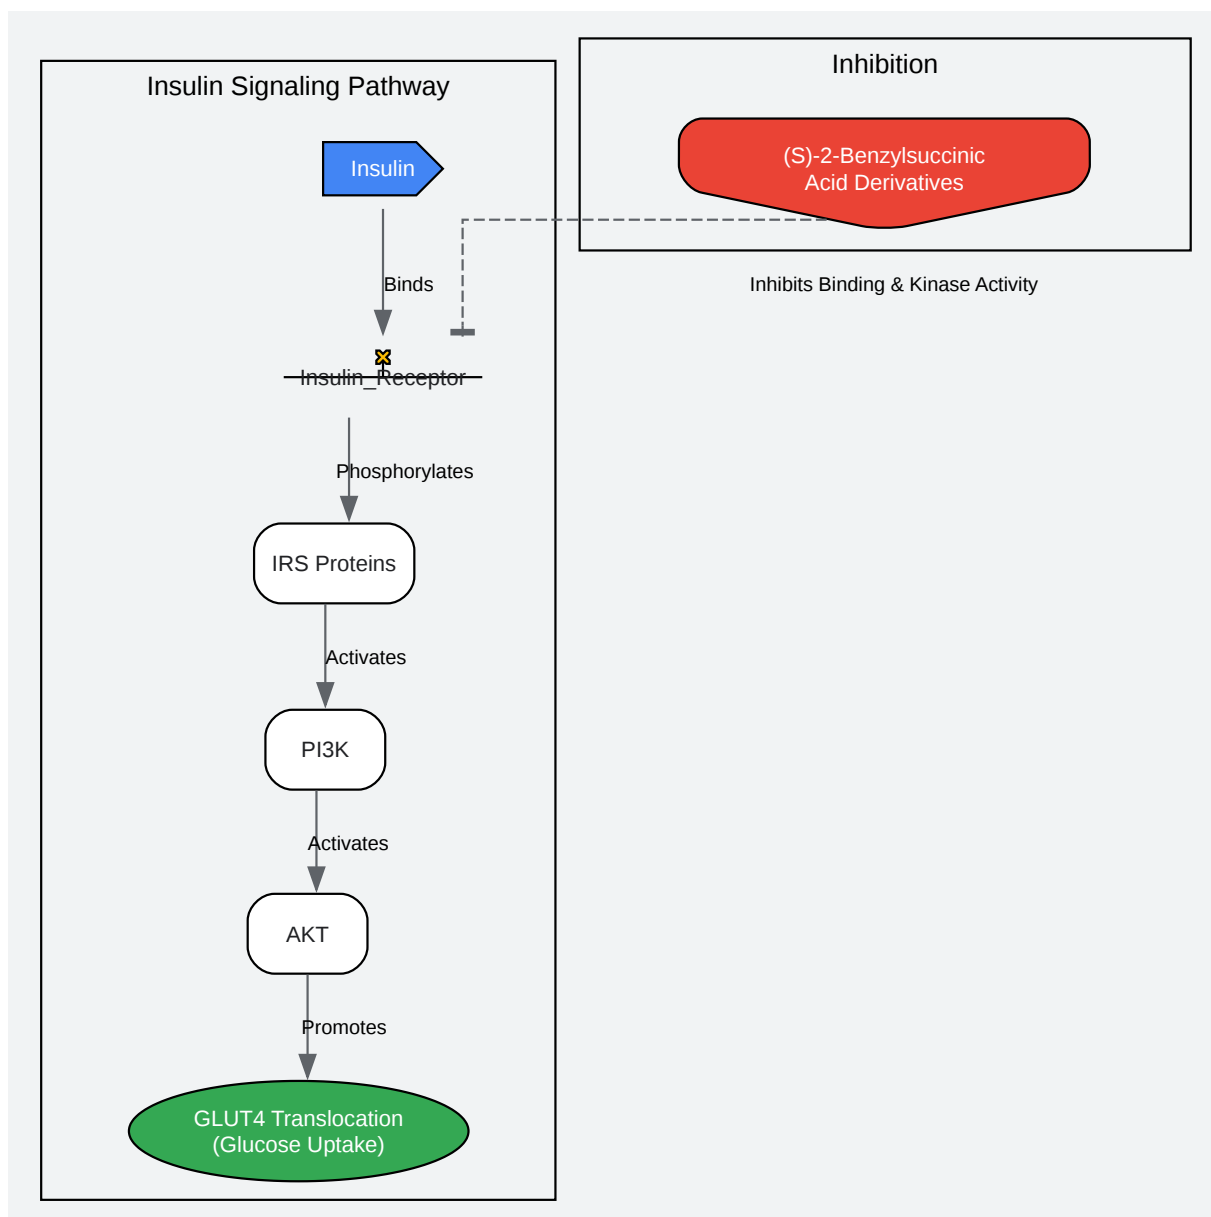 Insulin Signaling Pathway
Insulin
Binds
Insulin_Receptor
Phosphorylates
IRS Proteins
Activates
PI3K
Activates
AKT
Promotes
GLUT4 Translocation
(Glucose Uptake)
Inhibition
(S)-2-Benzylsuccinic
Acid Derivatives
Inhibits Binding & Kinase Activity